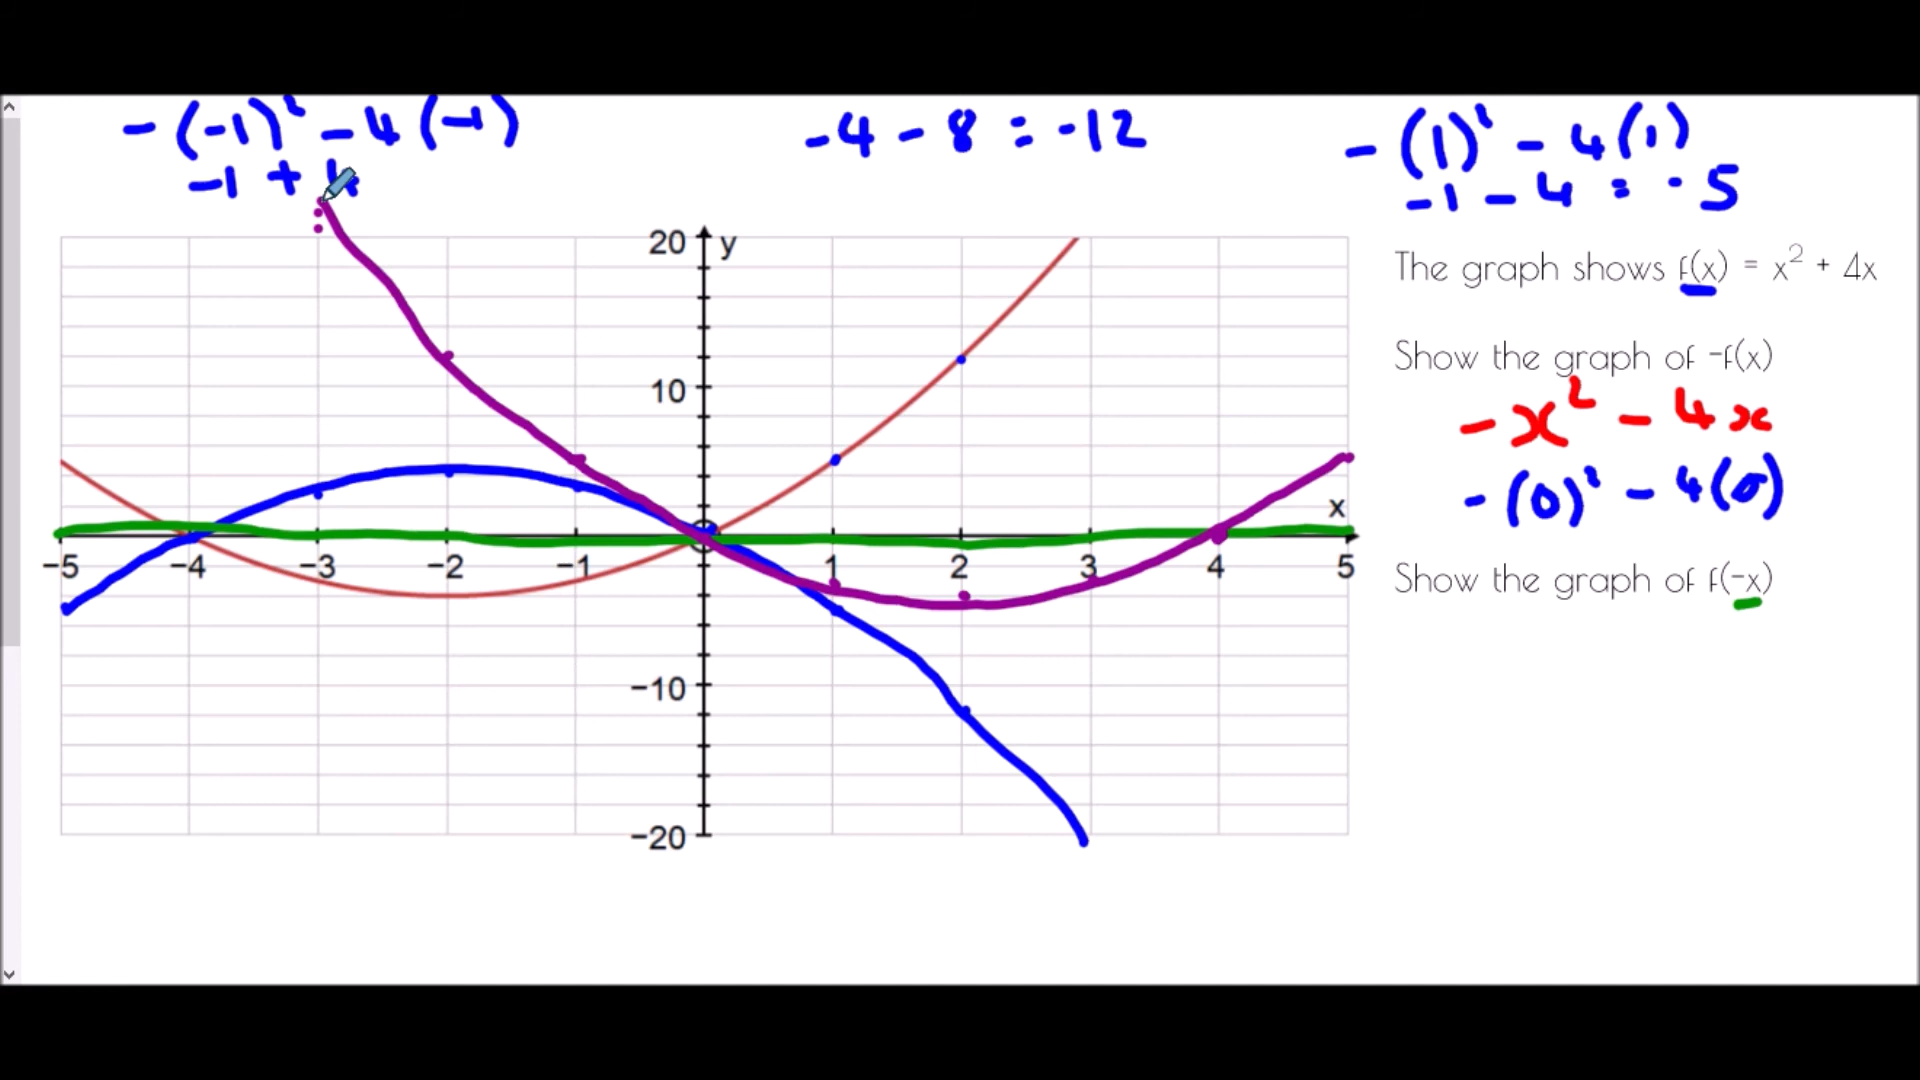 -(-1)² -4(-1)
-1 + 4
-4 - 8 = -12
-(1)² - 4(1)
-1 - 4 = -5
The graph shows f(x) = x² + 4x
Show the graph of -f(x)
-x² - 4x
-(0)² - 4(0)
Show the graph of f(-x)
20 y
10
x
−5 −4 −3 −2 −1 1 2 3 4 5
−10
−20